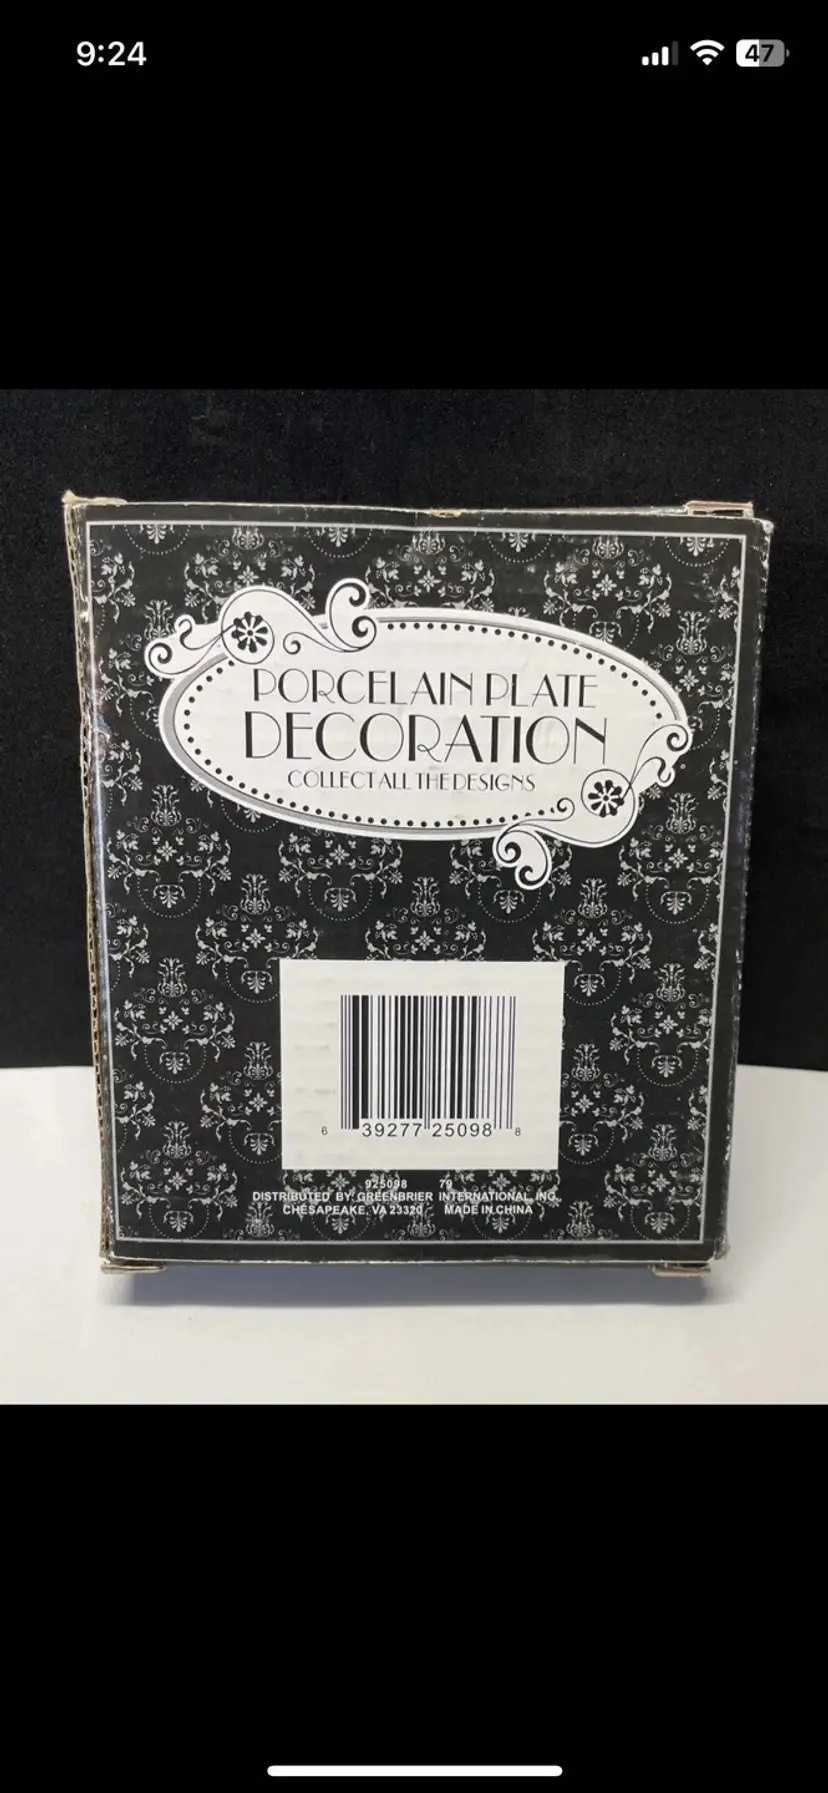 9:24
47
PORCELAIN PLATE
DECORATION
COLLECT ALL THE DESIGNS
6 39277 25098 8
925098 79
DISTRIBUTED BY: GREENBRIER INTERNATIONAL, INC.
CHESAPEAKE, VA 23320 MADE IN CHINA